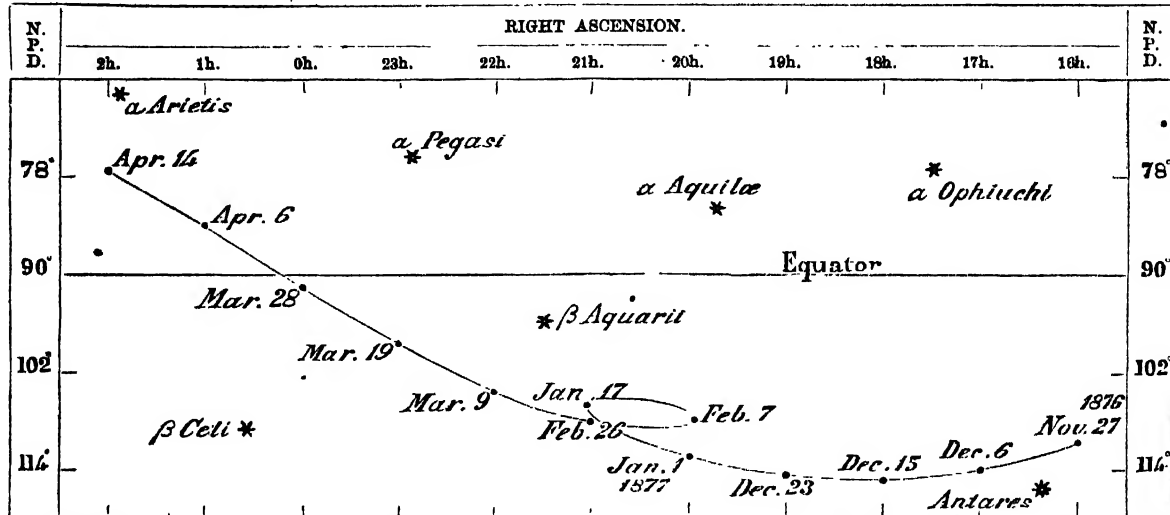 RIGHT ASCENSION.
N. P. D.
2h. 1h. 0h. 23h. 22h. 21h. 20h. 19h. 18h. 17h. 16h.
N. P. D.
α Arietis
α Pegasi
78° Apr. 14 78°
α Aquilæ α Ophiuchi
Apr. 6
90° Equator 90°
Mar. 28
β Aquarii
Mar. 19
102° 102°
Jan. 17
Mar. 9 Feb. 7 1876
β Ceti Feb. 26 Nov. 27
114° Jan. 1 Dec. 15 Dec. 6 114°
1877 Dec. 23
Antares